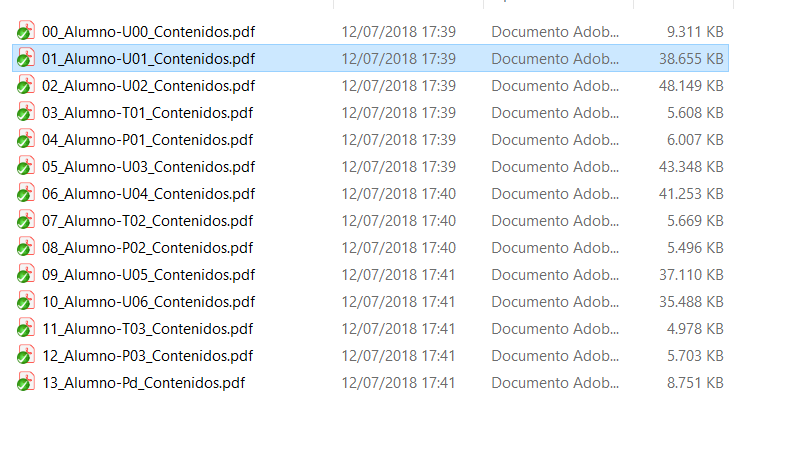 00_Alumno-U00_Contenidos.pdf 12/07/2018 17:39 Documento Adob... 9.311 KB
01_Alumno-U01_Contenidos.pdf 12/07/2018 17:39 Documento Adob... 38.655 KB
02_Alumno-U02_Contenidos.pdf 12/07/2018 17:39 Documento Adob... 48.149 KB
03_Alumno-T01_Contenidos.pdf 12/07/2018 17:39 Documento Adob... 5.608 KB
04_Alumno-P01_Contenidos.pdf 12/07/2018 17:39 Documento Adob... 6.007 KB
05_Alumno-U03_Contenidos.pdf 12/07/2018 17:39 Documento Adob... 43.348 KB
06_Alumno-U04_Contenidos.pdf 12/07/2018 17:40 Documento Adob... 41.253 KB
07_Alumno-T02_Contenidos.pdf 12/07/2018 17:40 Documento Adob... 5.669 KB
08_Alumno-P02_Contenidos.pdf 12/07/2018 17:40 Documento Adob... 5.496 KB
09_Alumno-U05_Contenidos.pdf 12/07/2018 17:41 Documento Adob... 37.110 KB
10_Alumno-U06_Contenidos.pdf 12/07/2018 17:41 Documento Adob... 35.488 KB
11_Alumno-T03_Contenidos.pdf 12/07/2018 17:41 Documento Adob... 4.978 KB
12_Alumno-P03_Contenidos.pdf 12/07/2018 17:41 Documento Adob... 5.703 KB
13_Alumno-Pd_Contenidos.pdf 12/07/2018 17:41 Documento Adob... 8.751 KB